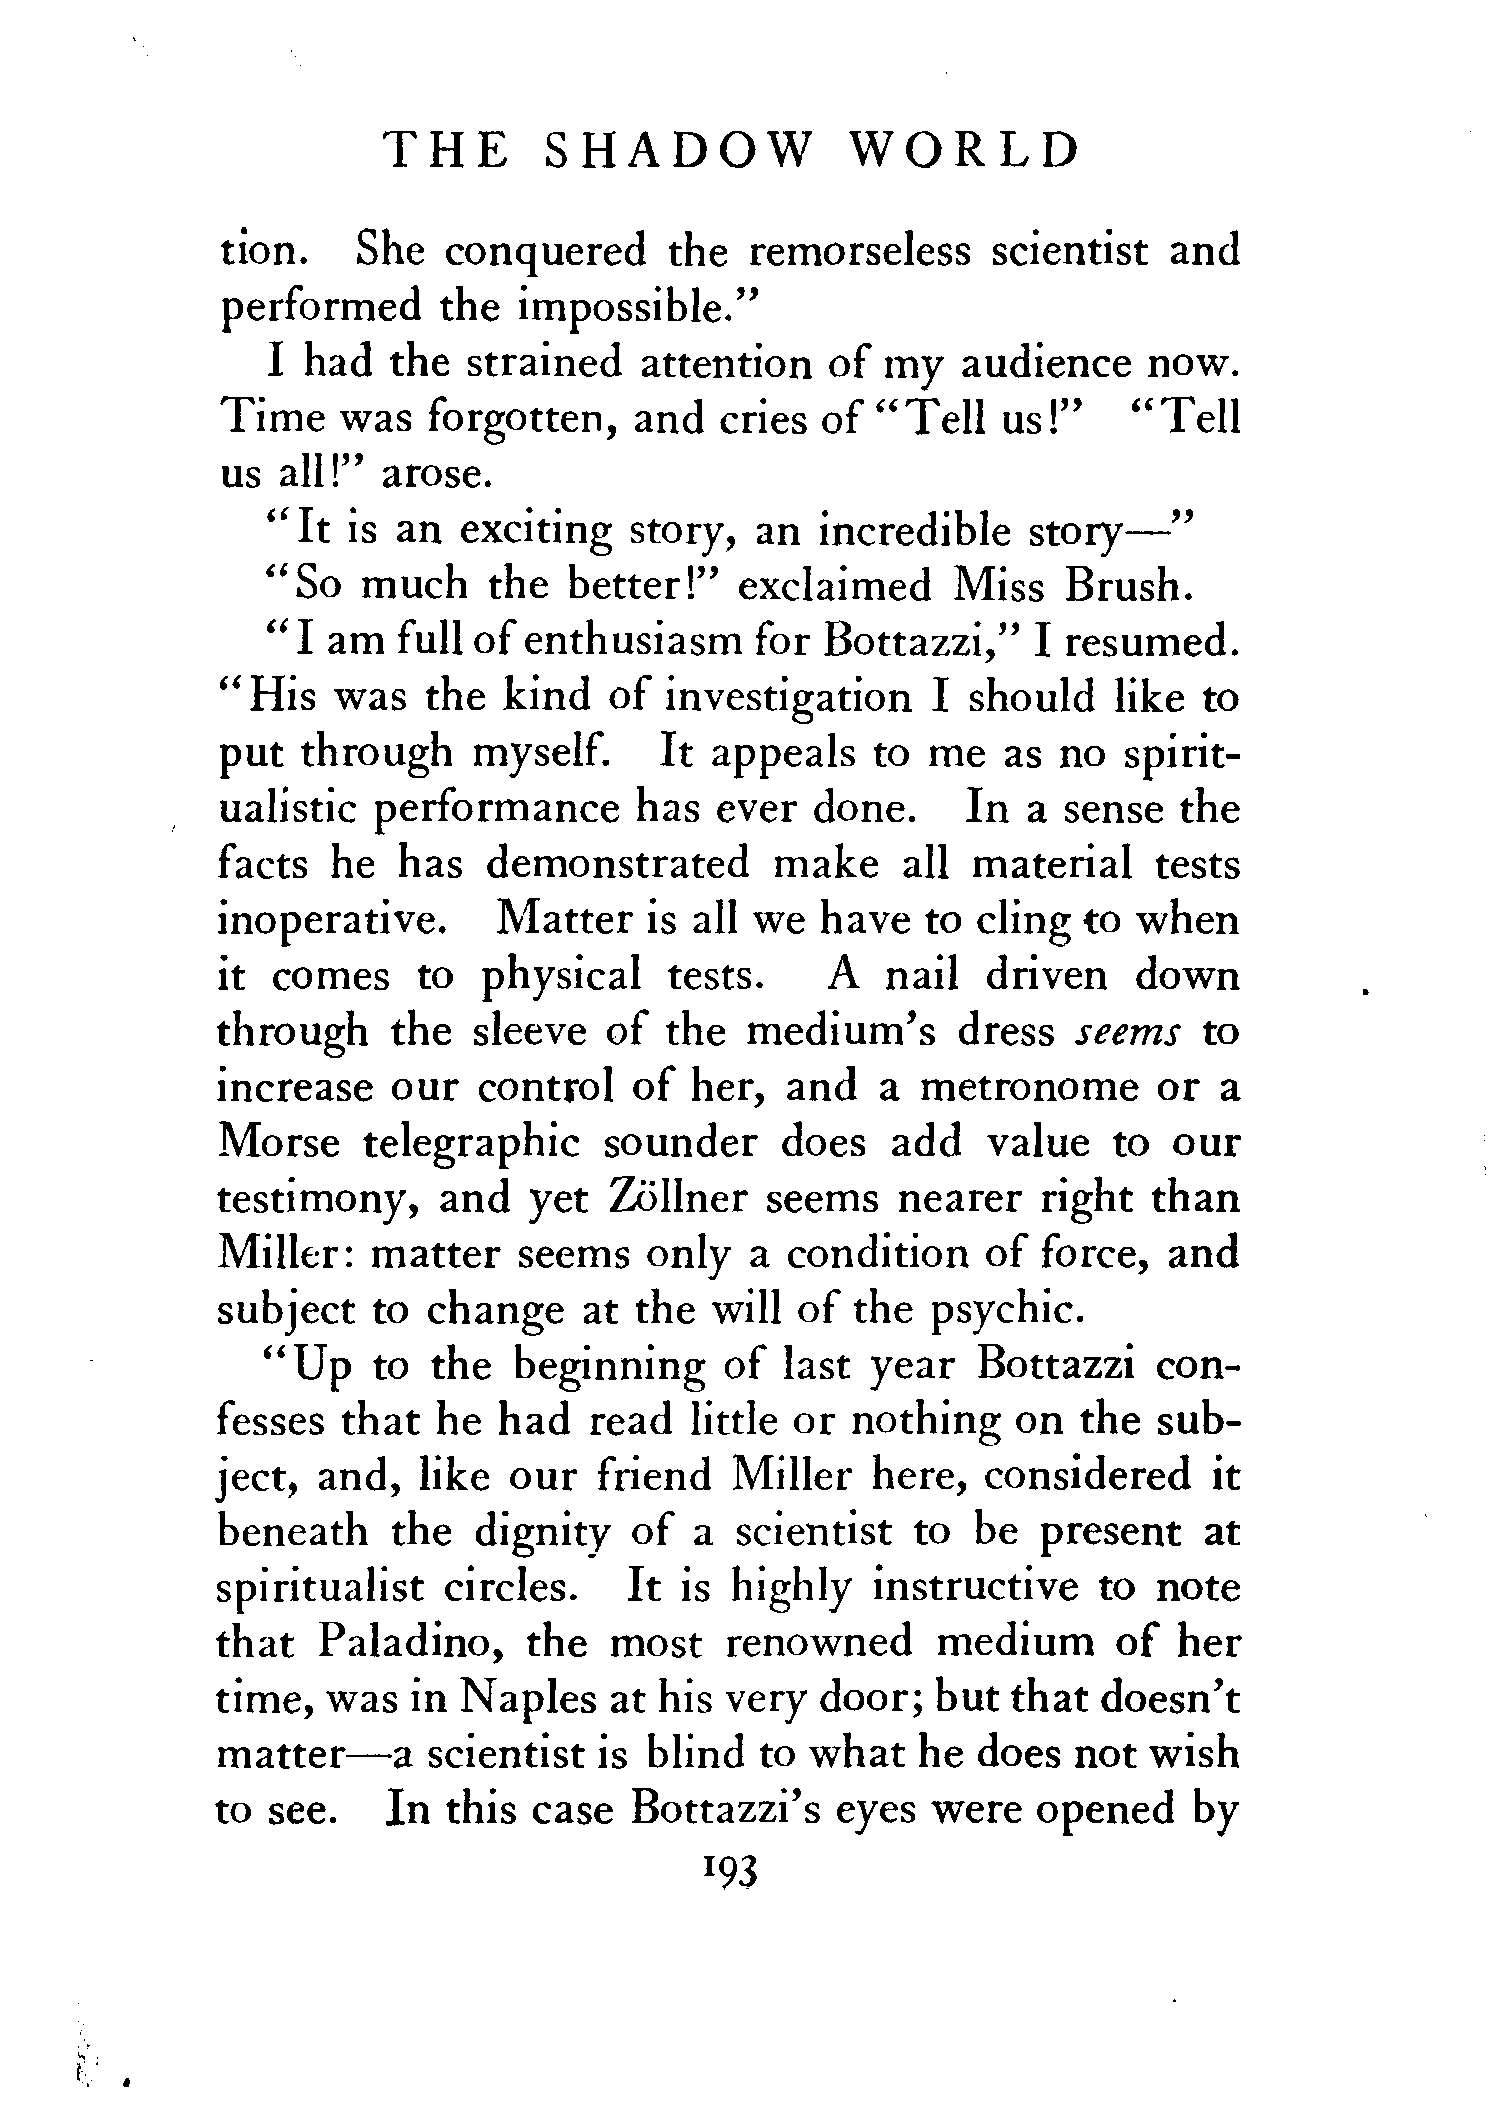 THE SHADOW WORLD
tion. She conquered the remorseless scientist and
performed the impossible."
I had the strained attention of my audience now.
Time was forgotten, and cries of "Tell us!" "Tell
us all!" arose.
"It is an exciting story, an incredible story—"
"So much the better!" exclaimed Miss Brush.
"I am full of enthusiasm for Bottazzi," I resumed.
"His was the kind of investigation I should like to
put through myself. It appeals to me as no spirit-
ualistic performance has ever done. In a sense the
facts he has demonstrated make all material tests
inoperative. Matter is all we have to cling to when
it comes to physical tests. A nail driven down
through the sleeve of the medium's dress seems to
increase our control of her, and a metronome or a
Morse telegraphic sounder does add value to our
testimony, and yet Zöllner seems nearer right than
Miller: matter seems only a condition of force, and
subject to change at the will of the psychic.
"Up to the beginning of last year Bottazzi con-
fesses that he had read little or nothing on the sub-
ject, and, like our friend Miller here, considered it
beneath the dignity of a scientist to be present at
spiritualist circles. It is highly instructive to note
that Paladino, the most renowned medium of her
time, was in Naples at his very door; but that doesn't
matter—a scientist is blind to what he does not wish
to see. In this case Bottazzi's eyes were opened by
193